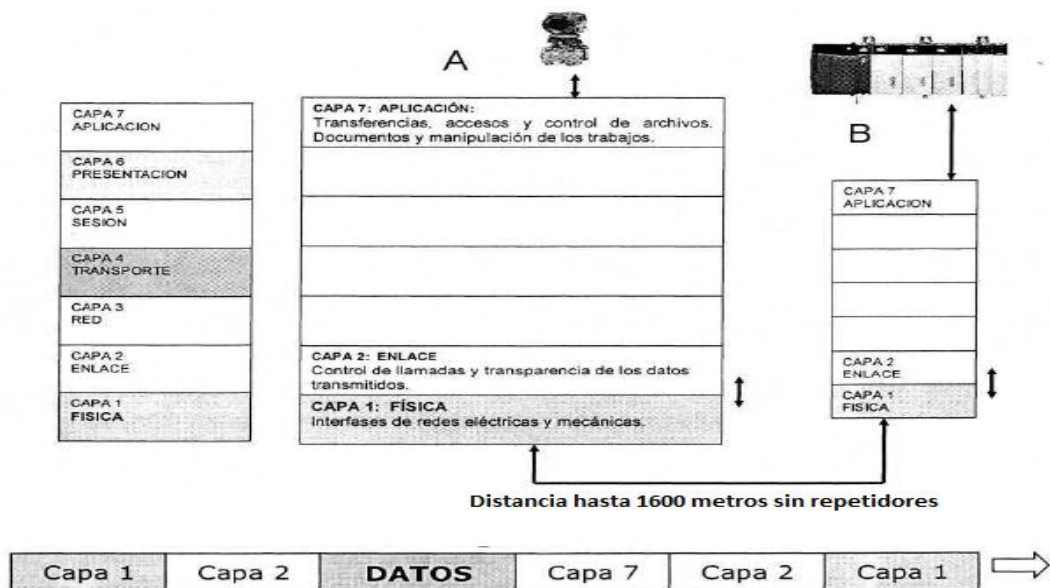 A
B
CAPA 7
APLICACION
CAPA 6
PRESENTACION
CAPA 5
SESION
CAPA 4
TRANSPORTE
CAPA 3
RED
CAPA 2
ENLACE
CAPA 1
FISICA
CAPA 7: APLICACIÓN:
Transferencias, accesos y control de archivos.
Documentos y manipulación de los trabajos.
CAPA 2: ENLACE
Control de llamadas y transparencia de los datos
transmitidos.
CAPA 1: FÍSICA
Interfases de redes eléctricas y mecánicas.
CAPA 7
APLICACION
CAPA 2
ENLACE
CAPA 1
FISICA
Distancia hasta 1600 metros sin repetidores
Capa 1 Capa 2 DATOS Capa 7 Capa 2 Capa 1